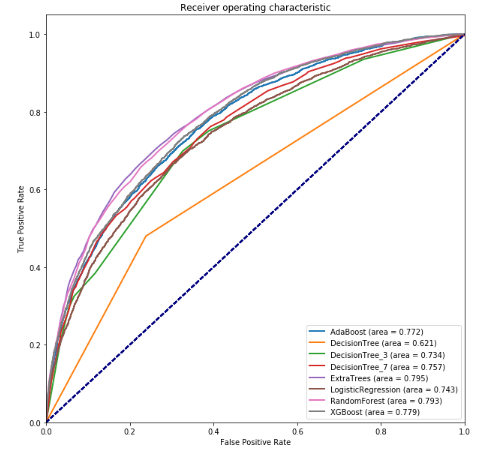 Receiver operating characteristic
1.0
0.8
0.6
0.4
0.2
0.0
True Positive Rate
AdaBoost (area = 0.772)
DecisionTree (area = 0.621)
DecisionTree_3 (area = 0.734)
DecisionTree_7 (area = 0.757)
ExtraTrees (area = 0.795)
LogisticRegression (area = 0.743)
RandomForest (area = 0.793)
XGBoost (area = 0.779)
0.0 0.2 0.4 0.6 0.8 1.0
False Positive Rate